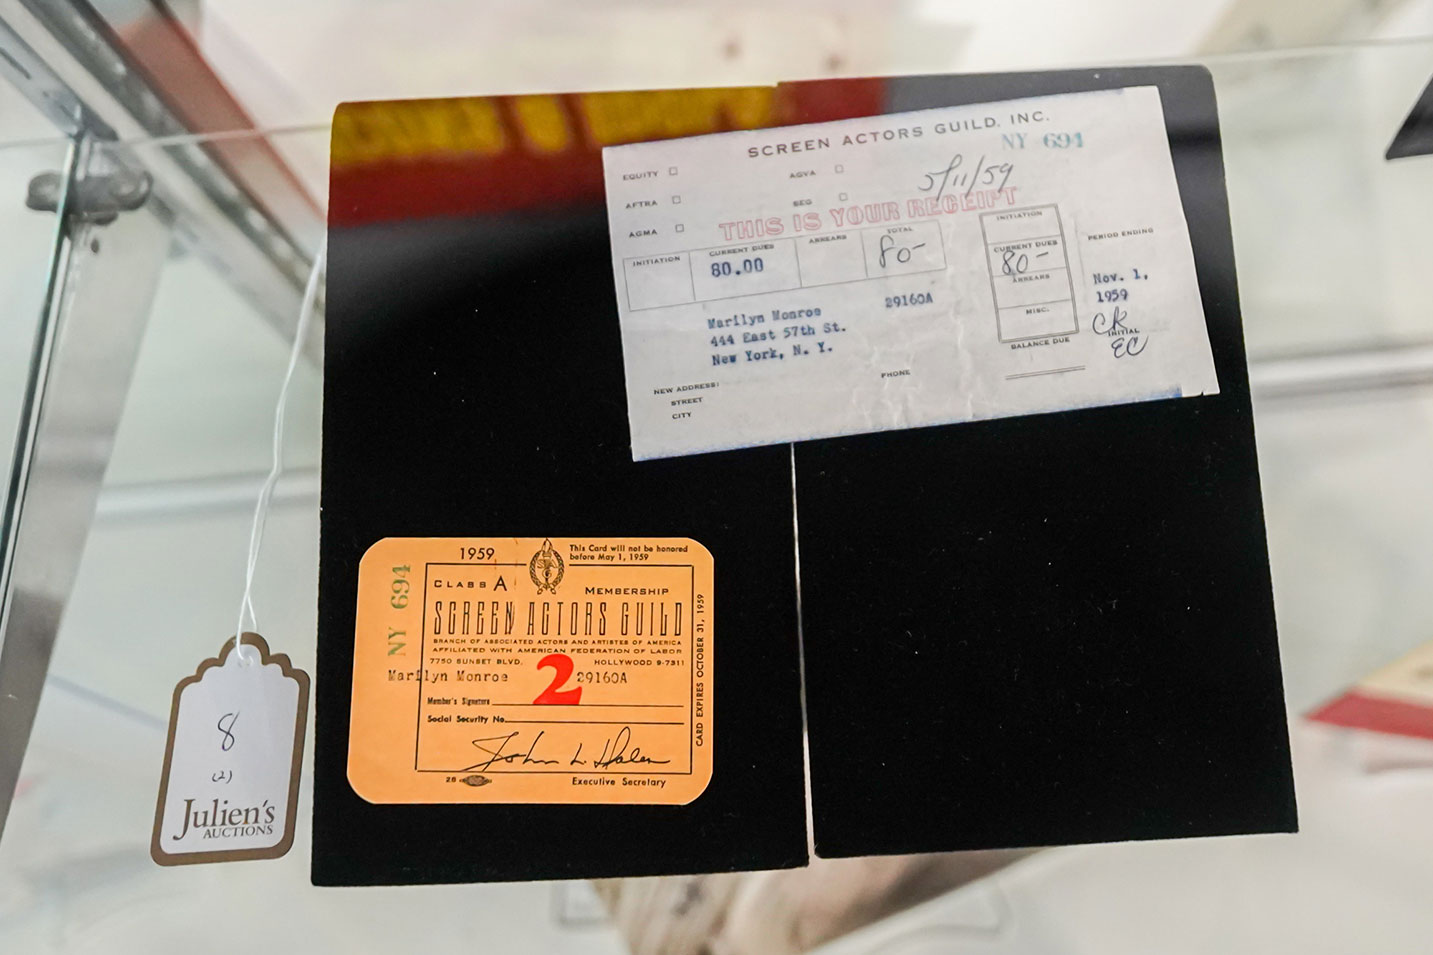 SCREEN ACTORS GUILD, INC.
NY 694
EQUITY
AGVA
5/11/59
AFTRA
SEG
THIS IS YOUR RECEIPT
AGMA
INITIATION
CURRENT DUES
ARREARS
TOTAL
80.00
80-
INITIATION
CURRENT DUES
80-
ARREARS
MISC.
BALANCE DUE
PERIOD ENDING
Nov. 1,
1959
CK
INITIAL
EC
Marilyn Monroe
29160A
444 East 57th St.
New York, N. Y.
NEW ADDRESS:
STREET
CITY
PHONE
1959
This Card will not be honored
before May 1, 1959
NY 694
CLASS A
MEMBERSHIP
SCREEN ACTORS GUILD
BRANCH OF ASSOCIATED ACTORS AND ARTISTES OF AMERICA
AFFILIATED WITH AMERICAN FEDERATION OF LABOR
7750 SUNSET BLVD. HOLLYWOOD 9-7311
Marilyn Monroe 2 29160A
Member's Signature
Social Security No.
John L. Dales
28
Executive Secretary
CARD EXPIRES OCTOBER 31, 1959
8
(2)
Julien's
AUCTIONS